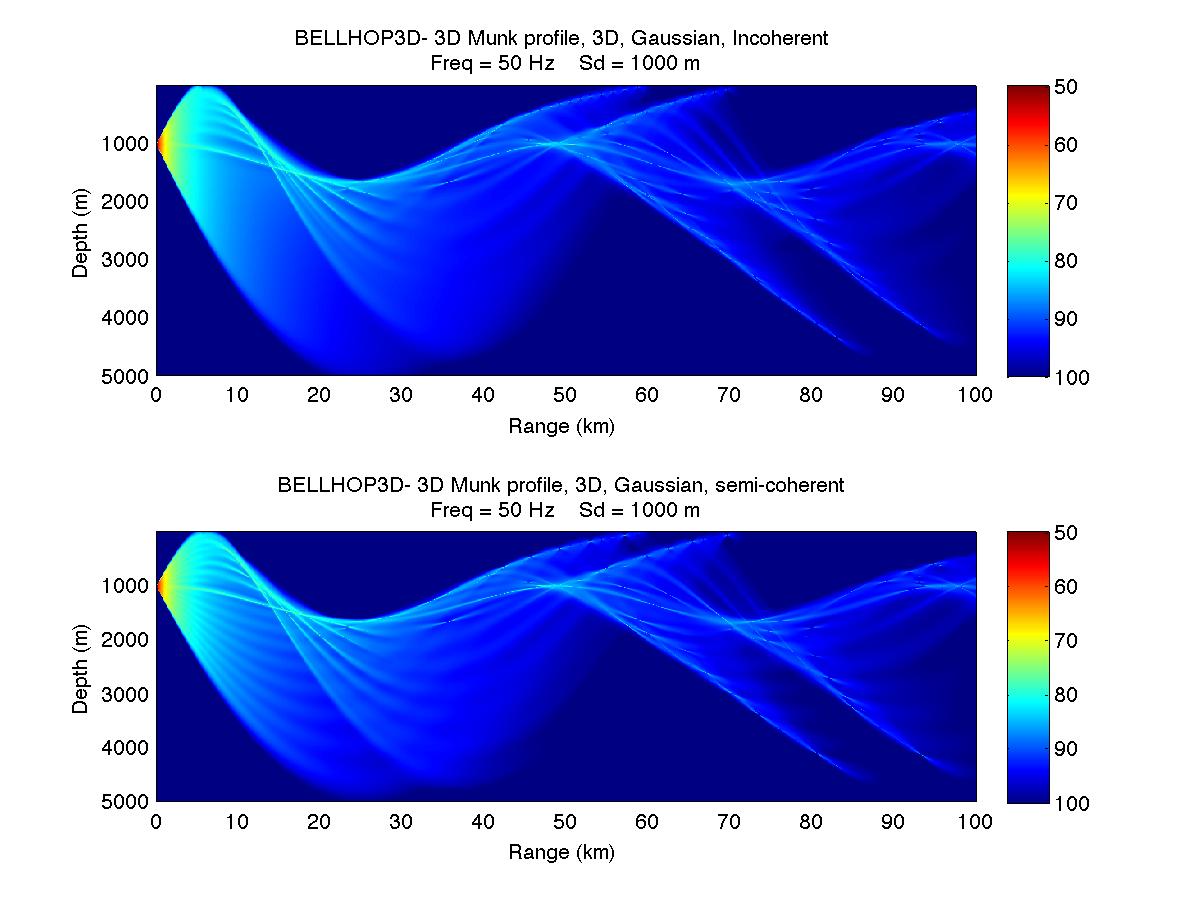 BELLHOP3D- 3D Munk profile, 3D, Gaussian, Incoherent
Freq = 50 Hz    Sd = 1000 m
Depth (m)
1000
2000
3000
4000
5000
0 10 20 30 40 50 60 70 80 90 100
Range (km)
50
60
70
80
90
100
BELLHOP3D- 3D Munk profile, 3D, Gaussian, semi-coherent
Freq = 50 Hz    Sd = 1000 m
Depth (m)
1000
2000
3000
4000
5000
0 10 20 30 40 50 60 70 80 90 100
Range (km)
50
60
70
80
90
100